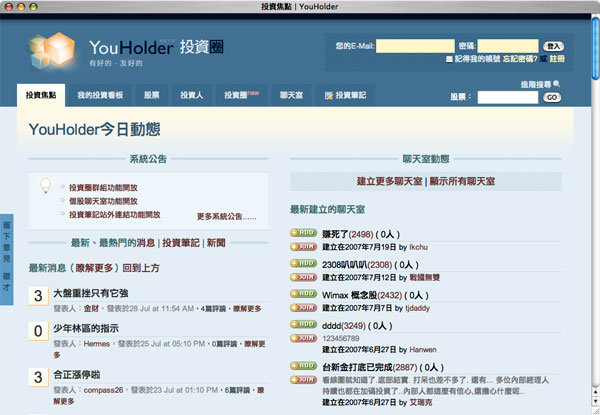 投資焦點 | YouHolder
YouHolder 投資圈
BETA
有好的．友好的
您的E-Mail: 密碼: 登入
記得我的帳號 忘記密碼? 或 註冊
投資焦點 我的投資看板 股票 投資人 投資圈new 聊天室 投資筆記
進階搜尋
股票： GO
YouHolder今日動態
系統公告
投資圈群組功能開放
個股聊天室功能開放
投資筆記站外連結功能開放
更多系統公告......
最新、最熱門的消息 | 投資筆記 | 新聞
最新消息（瞭解更多）回到上方
3 大盤重挫只有它強
發表人：金財，發表於28 Jul at 11:54 AM，4篇評論，瞭解更多
0 少年林區的指示
發表人：Hermes，發表於25 Jul at 05:10 PM，0篇評論，瞭解更
多
3 合正漲停啦
發表人：compass26，發表於23 Jul at 01:10 PM，6篇評論，瞭
解更多
聊天室動態
建立更多聊天室 | 顯示所有聊天室
最新建立的聊天室
ADD 賺死了(2498) ( 0人 )
JOIN 建立在2007年7月19日 by lkchu
ADD 2308叭叭叭(2308) ( 0人 )
JOIN 建立在2007年7月12日 by 戰國無雙
ADD Wimax 概念股(2432) ( 0人 )
JOIN 建立在2007年7月7日 by tjdaddy
ADD dddd(3249) ( 0人 )
JOIN 123456789
建立在2007年6月27日 by Hanwen
ADD 台新金打底已完成(2887) ( 0人 )
JOIN 看線圖就知道了.底部結實. 打呆也差不多了. 還有... 多位內部經理人
持續也都在加碼投資了..內部人都這麼有信心,還擔心什麼呢..
建立在2007年6月27日 by 艾瑞克
留下意見 徵才